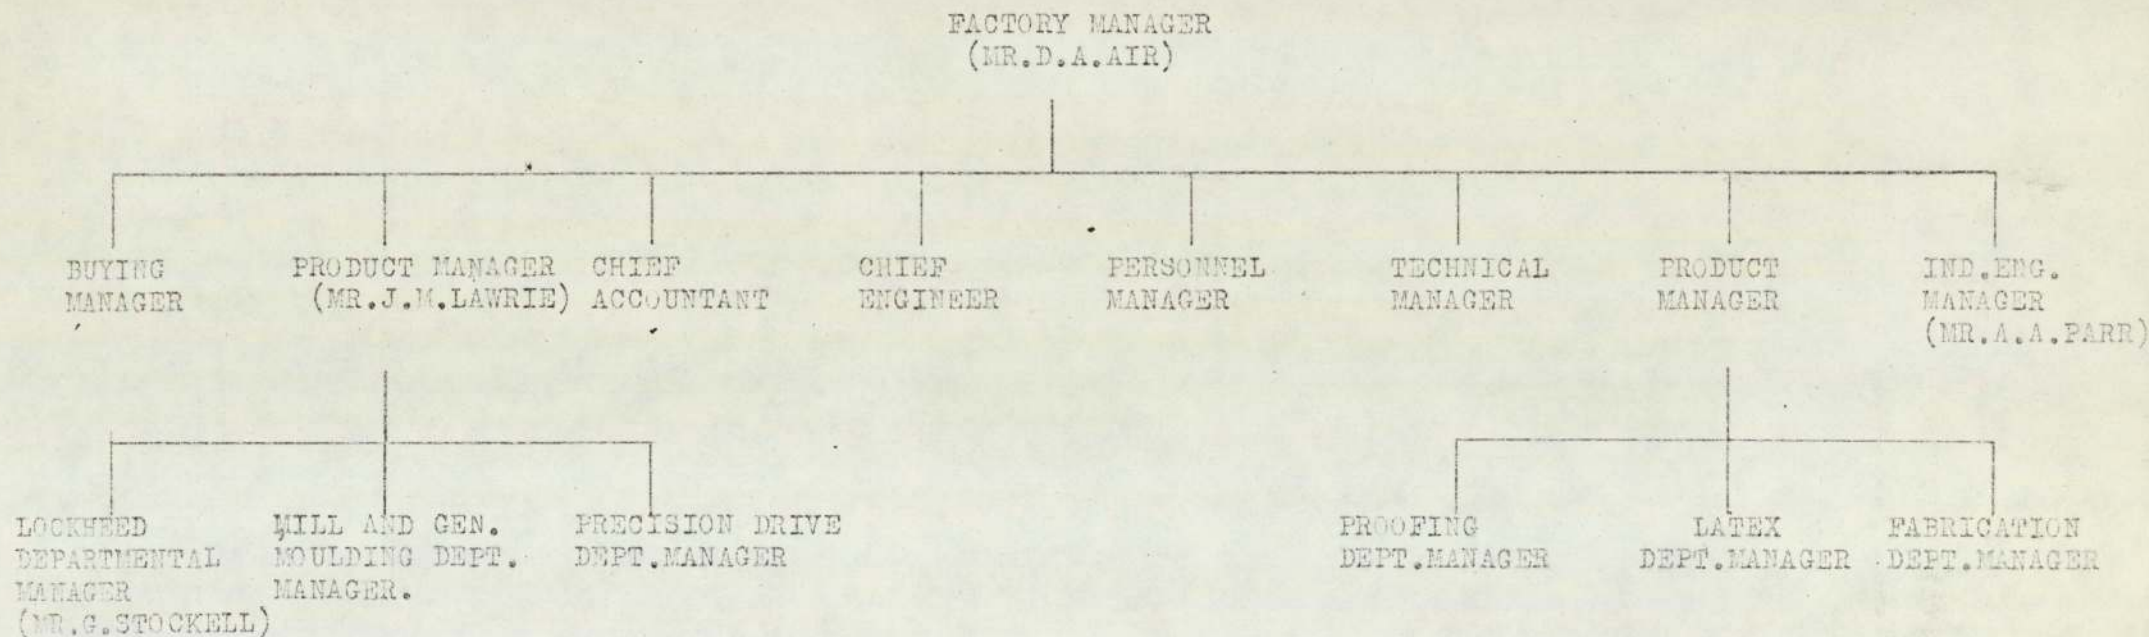 FACTORY MANAGER
(MR.D.A.AIR)
BUYING
MANAGER
PRODUCT MANAGER
(MR.J.M.LAWRIE)
CHIEF
ACCOUNTANT
CHIEF
ENGINEER
PERSONNEL
MANAGER
TECHNICAL
MANAGER
PRODUCT
MANAGER
IND.ENG.
MANAGER
(MR.A.A.PARR)
LOCKHEED
DEPARTMENTAL
MANAGER
(MR.G.STOCKELL)
MILL AND GEN.
MOULDING DEPT.
MANAGER.
PRECISION DRIVE
DEPT.MANAGER
PROOFING
DEPT.MANAGER
LATEX
DEPT.MANAGER
FABRICATION
DEPT.MANAGER